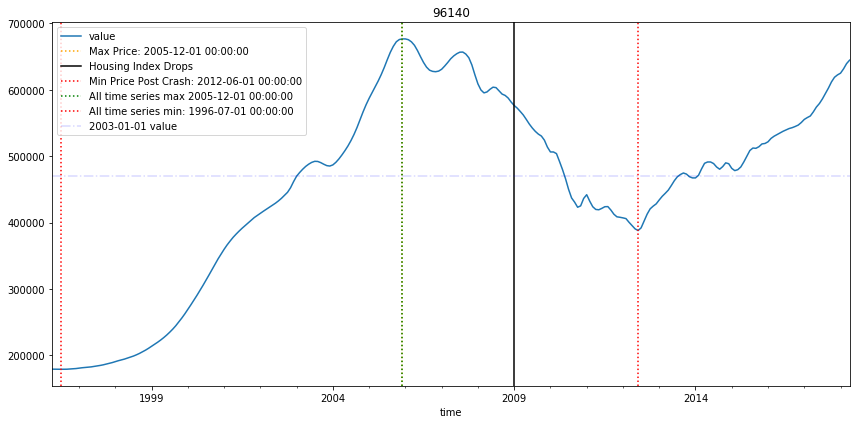 96140
value
Max Price: 2005-12-01 00:00:00
Housing Index Drops
Min Price Post Crash: 2012-06-01 00:00:00
All time series max 2005-12-01 00:00:00
All time series min: 1996-07-01 00:00:00
2003-01-01 value
700000
600000
500000
400000
300000
200000
1999
2004
2009
2014
time